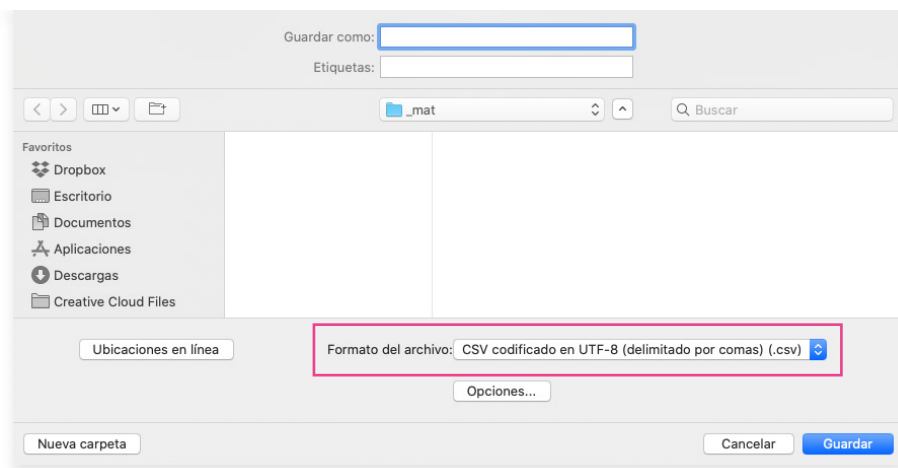 Guardar como:
Etiquetas:
_mat
Buscar
Favoritos
Dropbox
Escritorio
Documentos
Aplicaciones
Descargas
Creative Cloud Files
Ubicaciones en línea
Formato del archivo: CSV codificado en UTF-8 (delimitado por comas) (.csv)
Opciones...
Nueva carpeta
Cancelar
Guardar